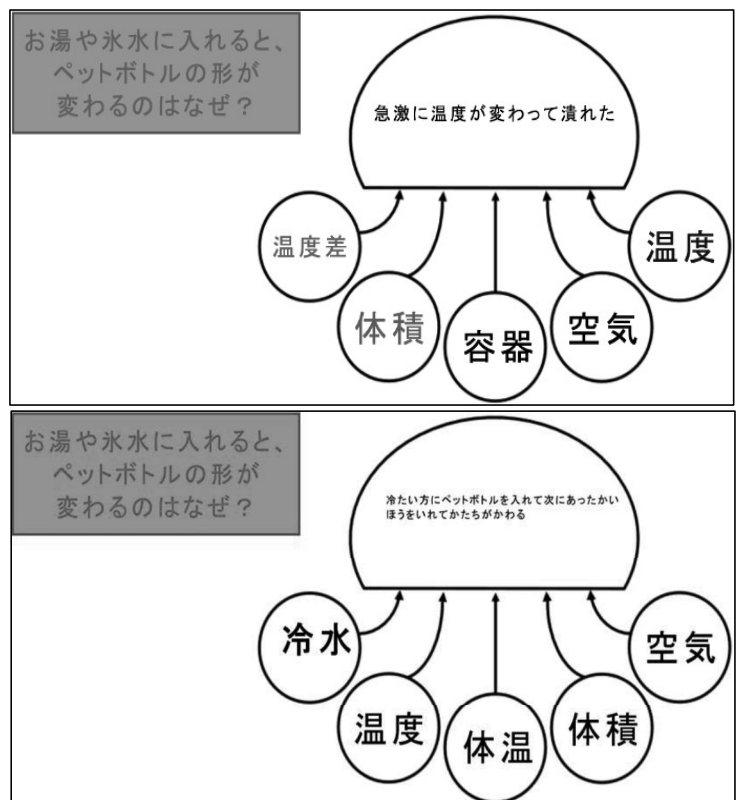 お湯や氷水に入れると、
ペットボトルの形が
変わるのはなぜ？
急激に温度が変わって潰れた
温度差
体積
容器
空気
温度
お湯や氷水に入れると、
ペットボトルの形が
変わるのはなぜ？
冷たい方にペットボトルを入れて次にあったかい
ほうをいれてかたちがかわる
冷水
温度
体温
体積
空気